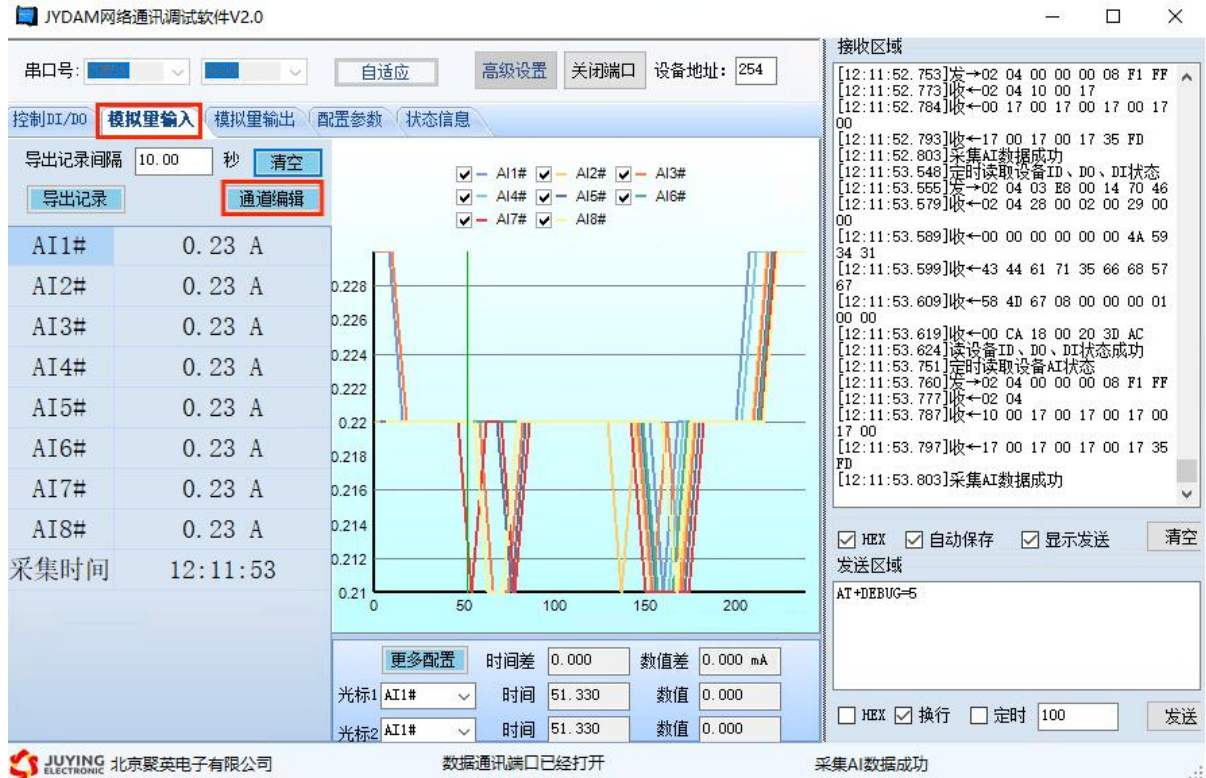 JYDAM网络通讯调试软件V2.0
串口号:
自适应
高级设置
关闭端口
设备地址:
254
控制DI/DO
模拟量输入
模拟量输出
配置参数
状态信息
导出记录间隔
10.00
秒
清空
导出记录
通道编辑
AI1# 0.23 A
AI2# 0.23 A
AI3# 0.23 A
AI4# 0.23 A
AI5# 0.23 A
AI6# 0.23 A
AI7# 0.23 A
AI8# 0.23 A
采集时间 12:11:53
AI1# AI2# AI3#
AI4# AI5# AI6#
AI7# AI8#
0.228
0.226
0.224
0.222
0.22
0.218
0.216
0.214
0.212
0.21
0 50 100 150 200
更多配置 时间差 0.000 数值差 0.000 mA
光标1 AI1# 时间 51.330 数值 0.000
光标2 AI1# 时间 51.330 数值 0.000
接收区域
[12:11:52.753]发→02 04 00 00 00 08 F1 FF
[12:11:52.773]收←02 04 10 00 17
[12:11:52.784]收←00 17 00 17 00 17 00 17
00
[12:11:52.793]收←17 00 17 00 17 35 FD
[12:11:52.803]采集AI数据成功
[12:11:53.548]定时读取设备ID、DO、DI状态
[12:11:53.555]发→02 04 03 E8 00 14 70 46
[12:11:53.579]收←02 04 28 00 02 00 29 00
00
[12:11:53.589]收←00 00 00 00 00 00 4A 59
34 31
[12:11:53.599]收←43 44 61 71 35 66 68 57
67
[12:11:53.609]收←58 4D 67 08 00 00 00 01
00 00
[12:11:53.619]收←00 CA 18 00 20 3D AC
[12:11:53.624]读设备ID、DO、DI状态成功
[12:11:53.751]定时读取设备AI状态
[12:11:53.760]发→02 04 00 00 00 08 F1 FF
[12:11:53.777]收←02 04
[12:11:53.787]收←10 00 17 00 17 00 17 00
17 00
[12:11:53.797]收←17 00 17 00 17 00 17 35
FD
[12:11:53.803]采集AI数据成功
HEX 自动保存 显示发送 清空
发送区域
AT+DEBUG=5
HEX 换行 定时 100 发送
JUYING ELECTRONIC 北京聚英电子有限公司
数据通讯端口已经打开
采集AI数据成功